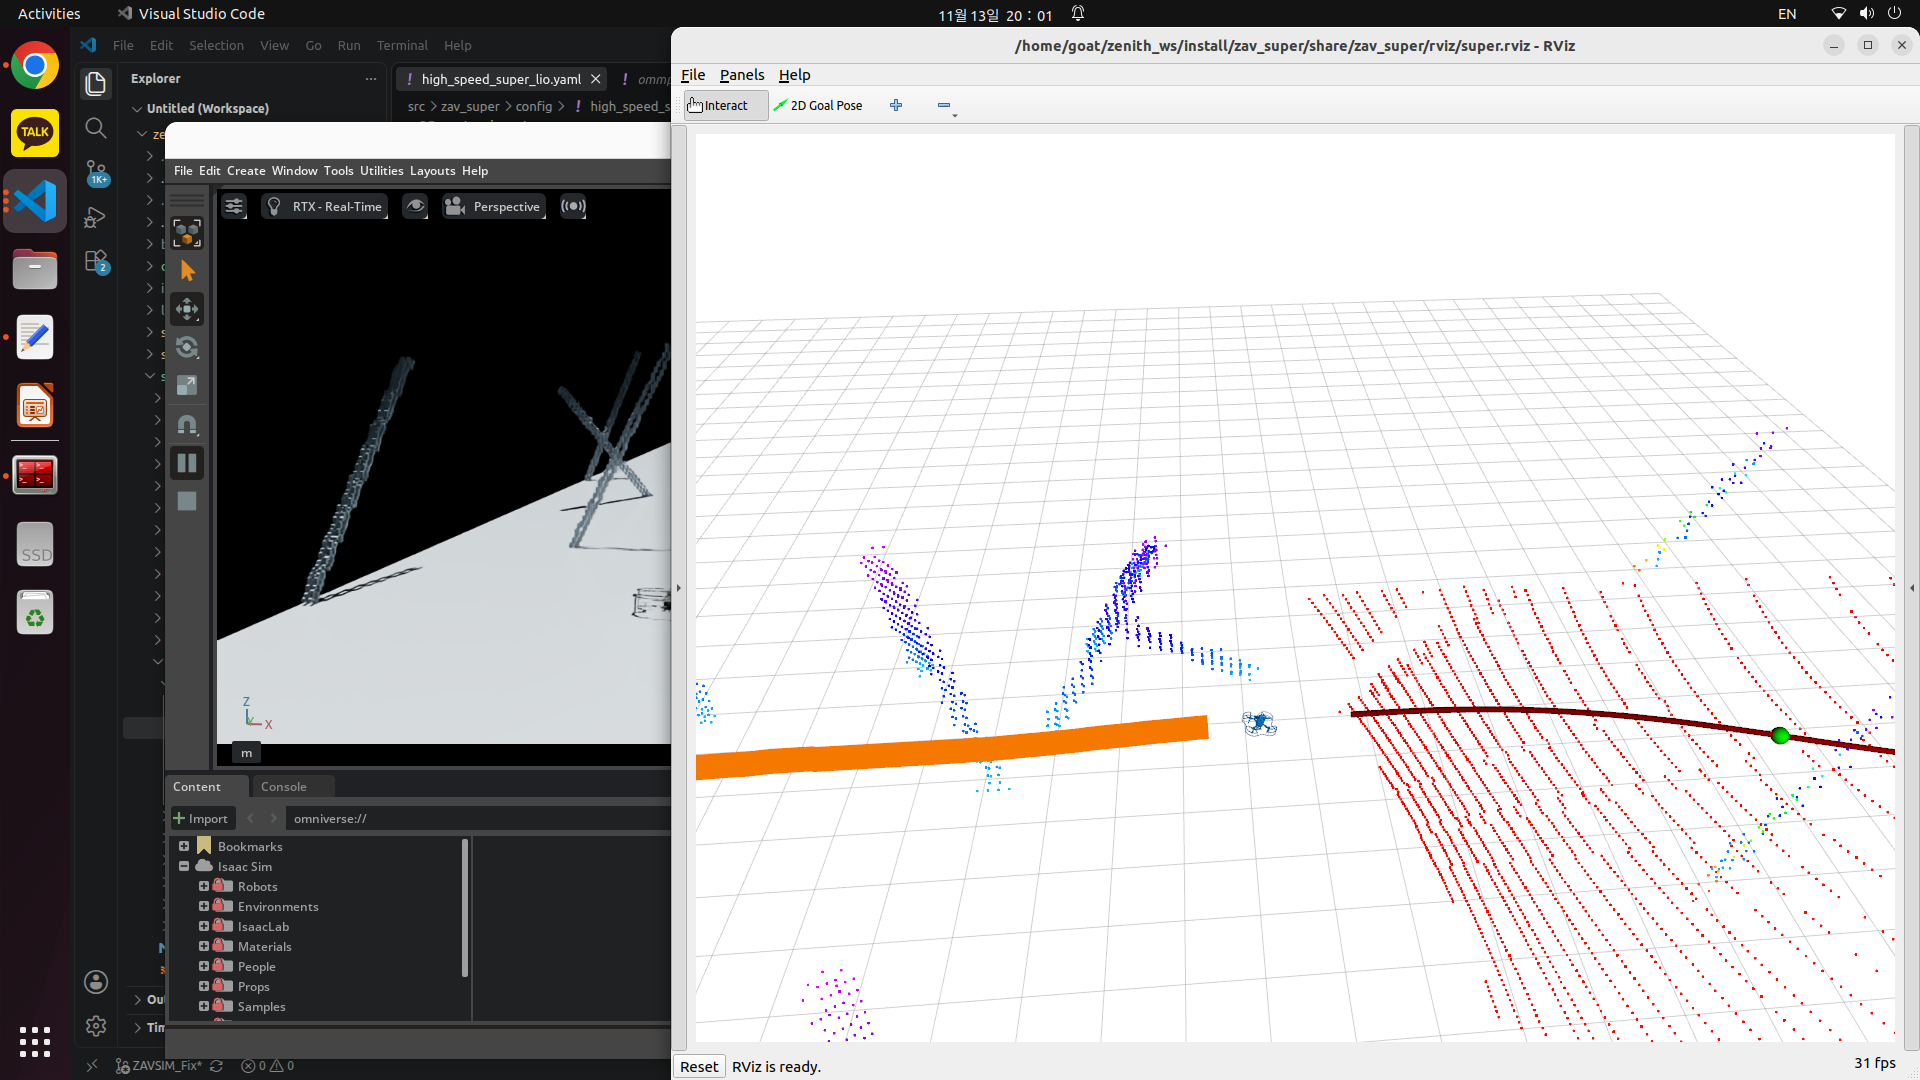 Activities
Visual Studio Code
11월 13일 20 : 01
EN
TALK
SSD
File Edit Selection View Go Run Terminal Help
Explorer
Untitled (Workspace)
1K+
2
! high_speed_super_lio.yaml
src > zav_super > config > ! high_speed_s
ZAVSIM_Fix*
0 0
File Edit Create Window Tools Utilities Layouts Help
RTX - Real-Time
Perspective
Z
X
m
Content
Console
Import
omniverse://
Bookmarks
Isaac Sim
Robots
Environments
IsaacLab
Materials
People
Props
Samples
/home/goat/zenith_ws/install/zav_super/share/zav_super/rviz/super.rviz - RViz
File Panels Help
Interact
2D Goal Pose
Reset
RViz is ready.
31 fps